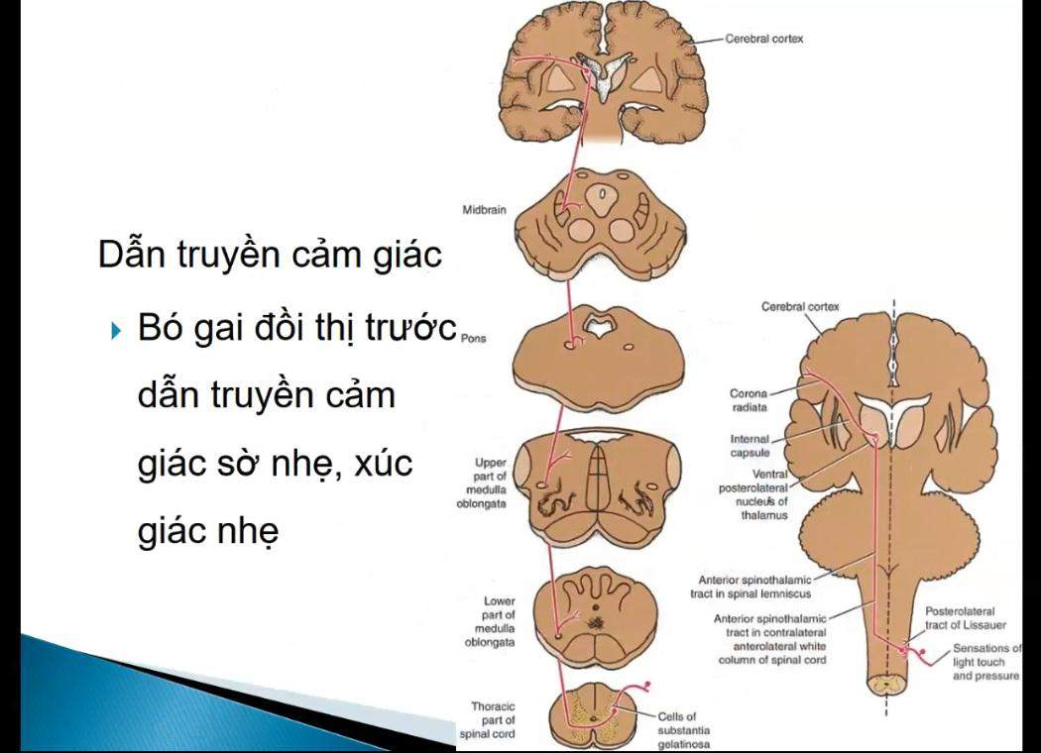 Dẫn truyền cảm giác
Bó gai đồi thị trước
dẫn truyền cảm
giác sờ nhẹ, xúc
giác nhẹ
Cerebral cortex
Midbrain
Pons
Upper
part of
medulla
oblongata
Lower
part of
medulla
oblongata
Thoracic
part of
spinal cord
Cells of
substantia
gelatinosa
Cerebral cortex
Corona
radiata
Internal
capsule
Ventral
posterolateral
nucleus of
thalamus
Anterior spinothalamic
tract in spinal lemniscus
Anterior spinothalamic
tract in contralateral
anterolateral white
column of spinal cord
Posterolateral
tract of Lissauer
Sensations of
light touch
and pressure